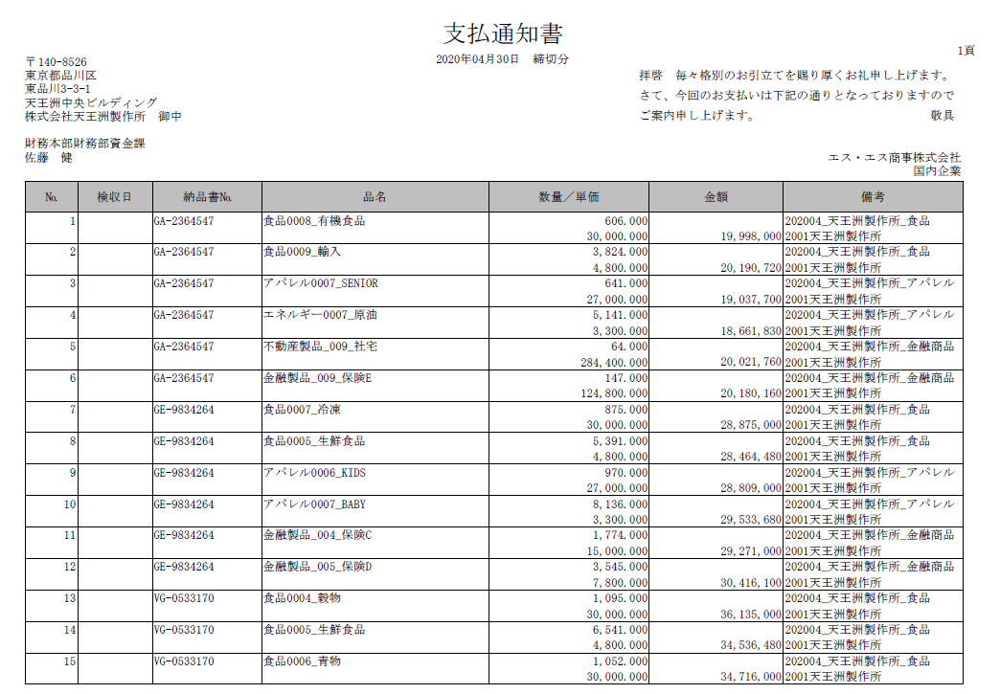 支払通知書
2020年04月30日　締切分
1頁
〒140-8526
東京都品川区
東品川3-3-1
天王洲中央ビルディング
株式会社天王洲製作所　御中
財務本部財務部資金課
佐藤　健
拝啓　毎々格別のお引立てを賜り厚くお礼申し上げます。
さて、今回のお支払いは下記の通りとなっておりますので
ご案内申し上げます。　敬具
エス・エス商事株式会社
国内企業
№ 検収日 納品書№ 品名 数量／単価 金額 備考
1 GA-2364547 食品0008_有機食品 606.000 202004_天王洲製作所_食品
30,000.000 19,998,000 2001天王洲製作所
2 GA-2364547 食品0009_輸入 3,824.000 202004_天王洲製作所_食品
4,800.000 20,190,720 2001天王洲製作所
3 GA-2364547 アパレル0007_SENIOR 641.000 202004_天王洲製作所_アパレル
27,000.000 19,037,700 2001天王洲製作所
4 GA-2364547 エネルギー0007_原油 5,141.000 202004_天王洲製作所_アパレル
3,300.000 18,661,830 2001天王洲製作所
5 GA-2364547 不動産製品_009_社宅 64.000 202004_天王洲製作所_金融商品
284,400.000 20,021,760 2001天王洲製作所
6 GA-2364547 金融製品_009_保険E 147.000 202004_天王洲製作所_金融商品
124,800.000 20,180,160 2001天王洲製作所
7 GE-9834264 食品0007_冷凍 875.000 202004_天王洲製作所_食品
30,000.000 28,875,000 2001天王洲製作所
8 GE-9834264 食品0005_生鮮食品 5,391.000 202004_天王洲製作所_食品
4,800.000 28,464,480 2001天王洲製作所
9 GE-9834264 アパレル0006_KIDS 970.000 202004_天王洲製作所_アパレル
27,000.000 28,809,000 2001天王洲製作所
10 GE-9834264 アパレル0007_BABY 8,136.000 202004_天王洲製作所_アパレル
3,300.000 29,533,680 2001天王洲製作所
11 GE-9834264 金融製品_004_保険C 1,774.000 202004_天王洲製作所_金融商品
15,000.000 29,271,000 2001天王洲製作所
12 GE-9834264 金融製品_005_保険D 3,545.000 202004_天王洲製作所_金融商品
7,800.000 30,416,100 2001天王洲製作所
13 VG-0533170 食品0004_穀物 1,095.000 202004_天王洲製作所_食品
30,000.000 36,135,000 2001天王洲製作所
14 VG-0533170 食品0005_生鮮食品 6,541.000 202004_天王洲製作所_食品
4,800.000 34,536,480 2001天王洲製作所
15 VG-0533170 食品0006_青物 1,052.000 202004_天王洲製作所_食品
30,000.000 34,716,000 2001天王洲製作所